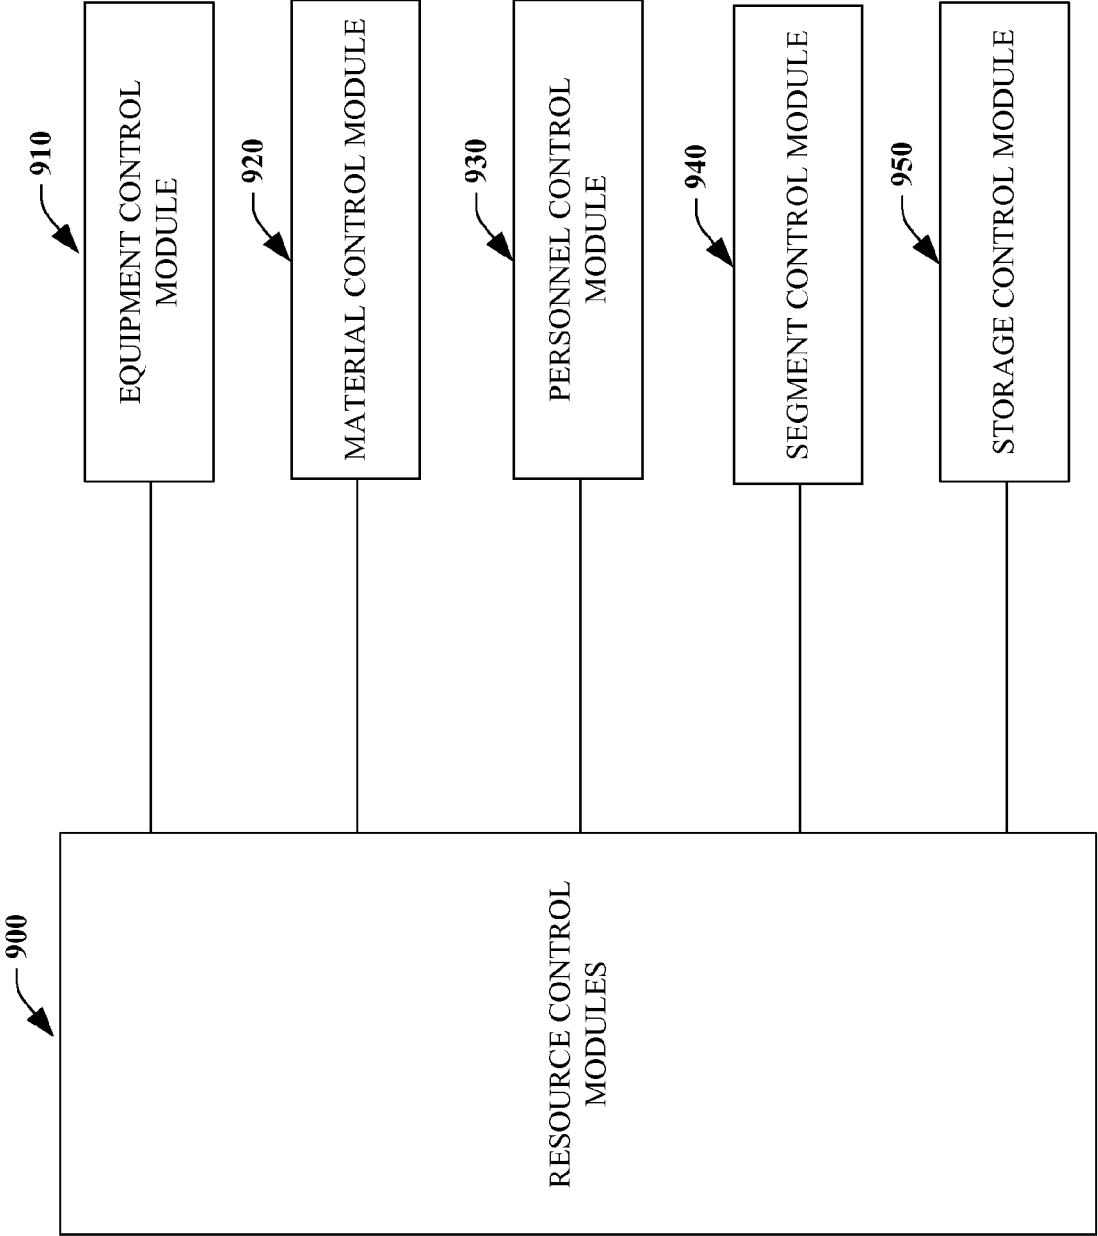 900
RESOURCE CONTROL
MODULES
910
EQUIPMENT CONTROL
MODULE
920
MATERIAL CONTROL MODULE
930
PERSONNEL CONTROL
MODULE
940
SEGMENT CONTROL MODULE
950
STORAGE CONTROL MODULE